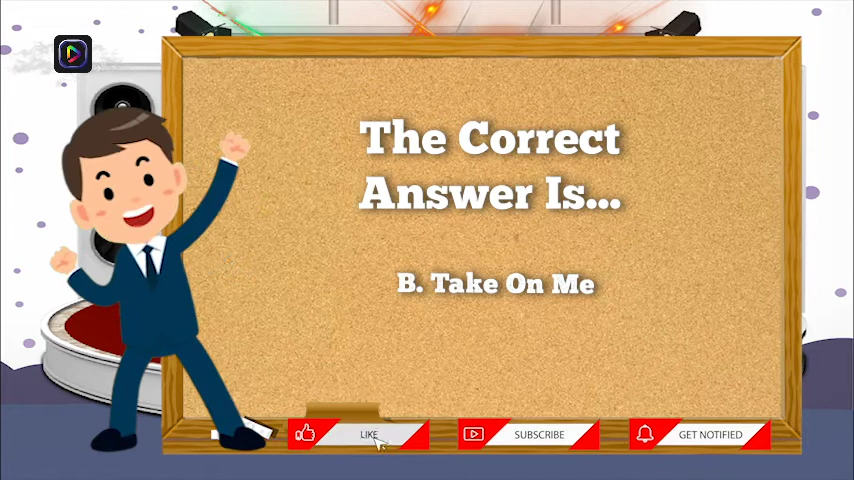 The Correct
Answer Is...
B. Take On Me
LIKE
SUBSCRIBE
GET NOTIFIED